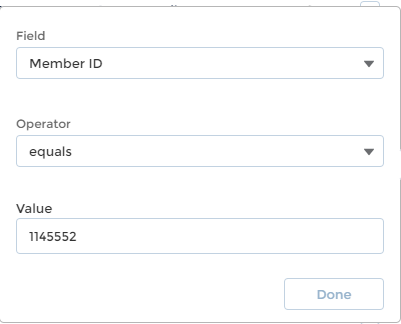 Field
Member ID
Operator
equals
Value
1145552
Done